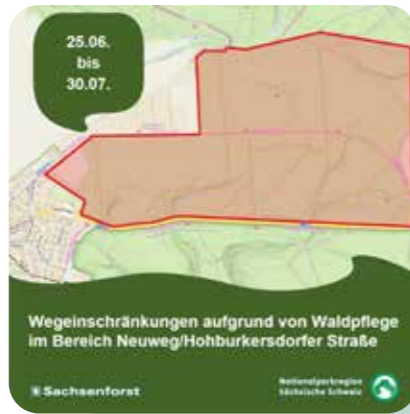 25.06.
bis
30.07.
Wegeinschränkungen aufgrund von Waldpflege
im Bereich Neuweg/Hohburkersdorfer Straße
Sachsenforst
Nationalparkregion
Sächsische Schweiz